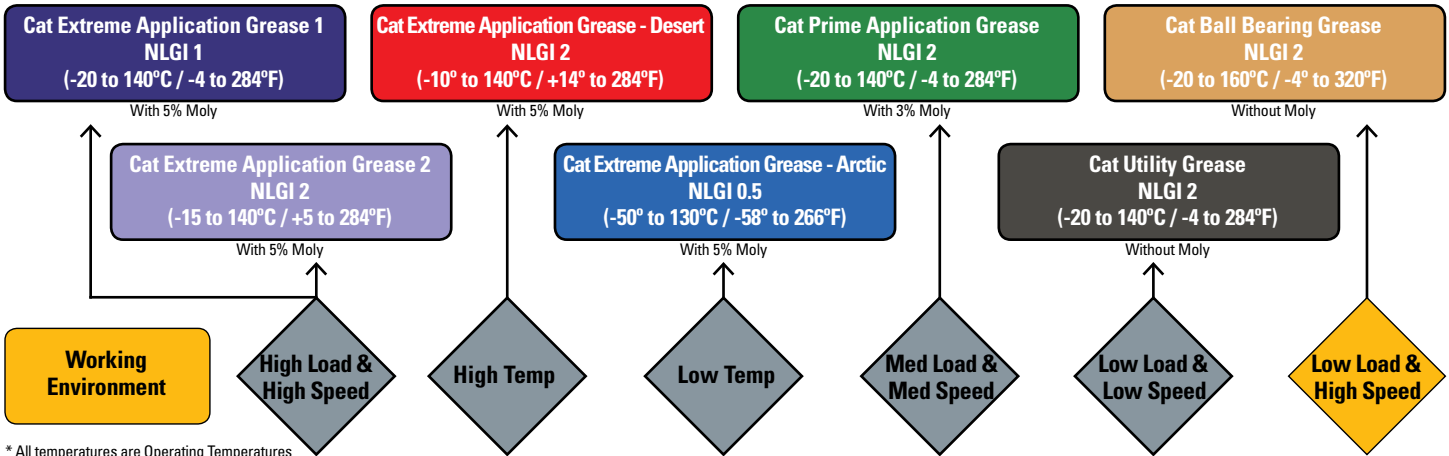 Cat Extreme Application Grease 1
NLGI 1
(-20 to 140ºC / -4 to 284ºF)
With 5% Moly
Cat Extreme Application Grease - Desert
NLGI 2
(-10º to 140ºC / +14º to 284ºF)
With 5% Moly
Cat Prime Application Grease
NLGI 2
(-20 to 140ºC / -4 to 284ºF)
With 3% Moly
Cat Ball Bearing Grease
NLGI 2
(-20 to 160ºC / -4º to 320ºF)
Without Moly
Cat Extreme Application Grease 2
NLGI 2
(-15 to 140ºC / +5 to 284ºF)
With 5% Moly
Cat Extreme Application Grease - Arctic
NLGI 0.5
(-50º to 130ºC / -58º to 266ºF)
With 5% Moly
Cat Utility Grease
NLGI 2
(-20 to 140ºC / -4 to 284ºF)
Without Moly
Working
Environment
High Load &
High Speed
High Temp
Low Temp
Med Load &
Med Speed
Low Load &
Low Speed
Low Load &
High Speed
* All temperatures are Operating Temperatures